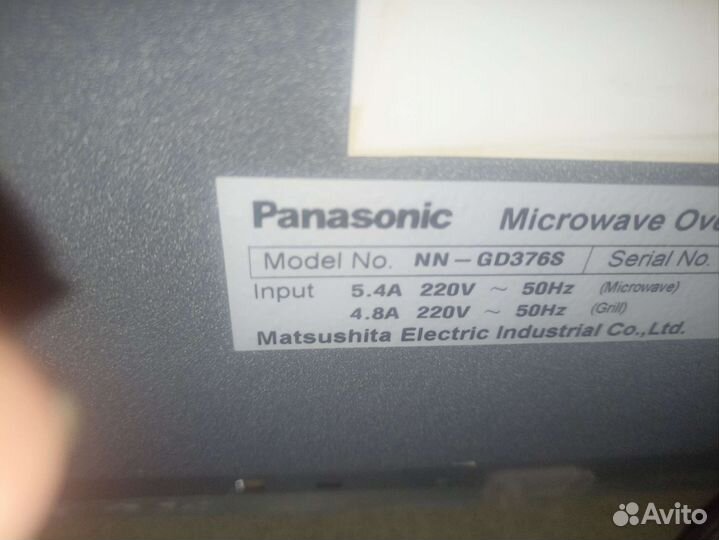 Panasonic Microwave Ove
Model No. NN-GD376S Serial No.
Input 5.4A 220V ~ 50Hz (Microwave)
4.8A 220V ~ 50Hz (Grill)
Matsushita Electric Industrial Co.,Ltd.
Avito